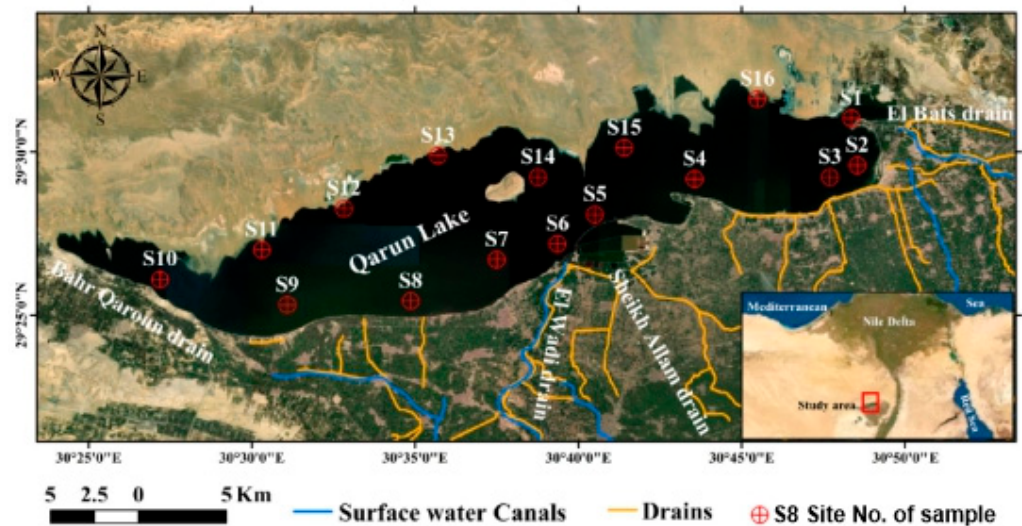 N
W E
S
S16
S1
El Bats drain
S15
S13
S2
S14
S4
S3
S12
S5
S11
Qarun Lake
S6
S7
S10
S9
S8
Bahr Qaroun drain
El Wadi drain
Sheikh Allam drain
Mediterranean Sea
Nile Delta
Study area
Red Sea
29°30'0"N
29°25'0"N
30°25'0"E 30°30'0"E 30°35'0"E 30°40'0"E 30°45'0"E 30°50'0"E
5 2.5 0 5 Km
Surface water Canals
Drains
S8 Site No. of sample